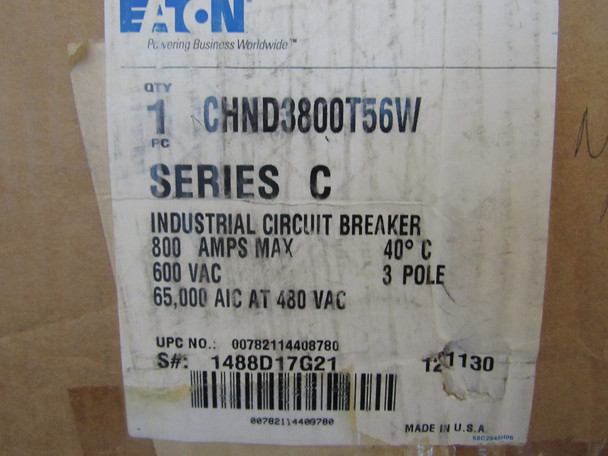 EATON
Powering Business Worldwide™
QTY
1 CHND3800T56W
PC
SERIES C
INDUSTRIAL CIRCUIT BREAKER
800 AMPS MAX 40° C
600 VAC 3 POLE
65,000 AIC AT 480 VAC
UPC NO.: 00782114408780
S#: 1488D17G21 1130
00782114408780
MADE IN U.S.A.